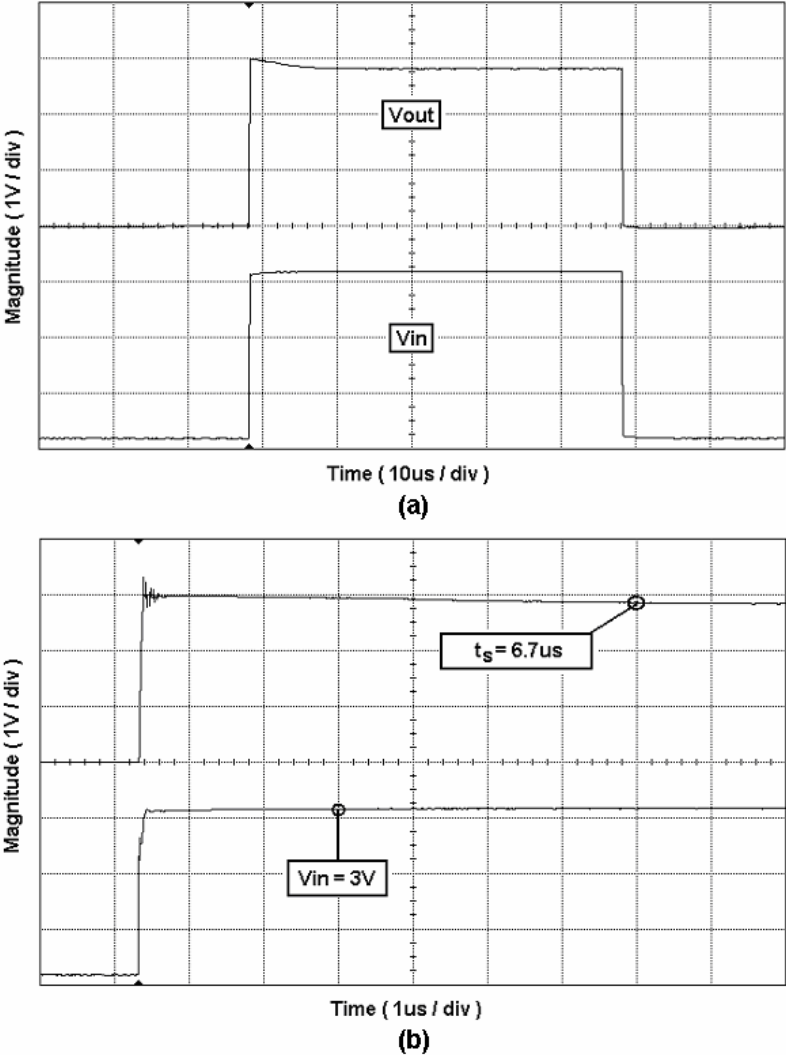 Magnitude ( 1V / div )
Vout
Vin
Time ( 10us / div )
(a)
Magnitude ( 1V / div )
ts = 6.7us
Vin = 3V
Time ( 1us / div )
(b)